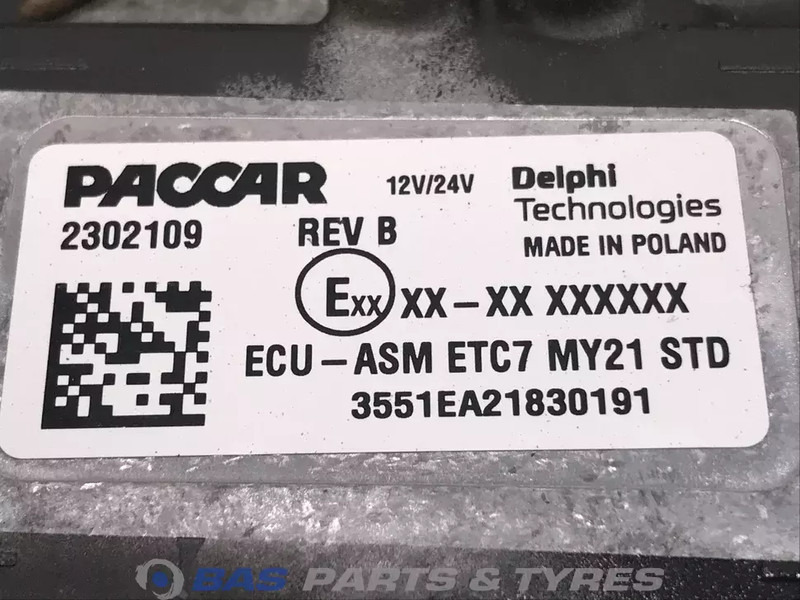 PACCAR 12V/24V Delphi Technologies
2302109 REV B MADE IN POLAND
Exx XX-XX XXXXXX
ECU-ASM ETC7 MY21 STD
3551EA21830191
BAS PARTS & TYRES